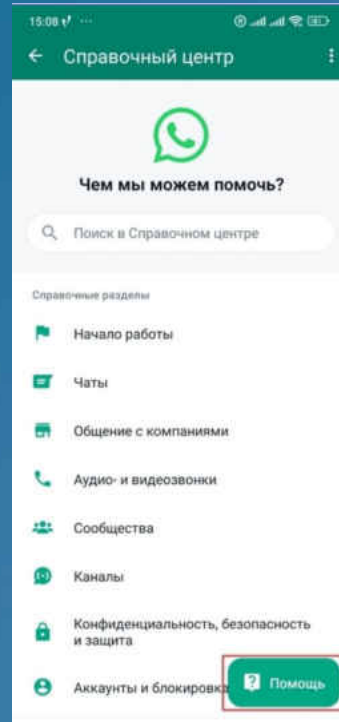 15:08
Справочный центр
Чем мы можем помочь?
Поиск в Справочном центре
Справочные разделы
Начало работы
Чаты
Общение с компаниями
Аудио- и видеозвонки
Сообщества
Каналы
Конфиденциальность, безопасность
и защита
Аккаунты и блокировка
Помощь